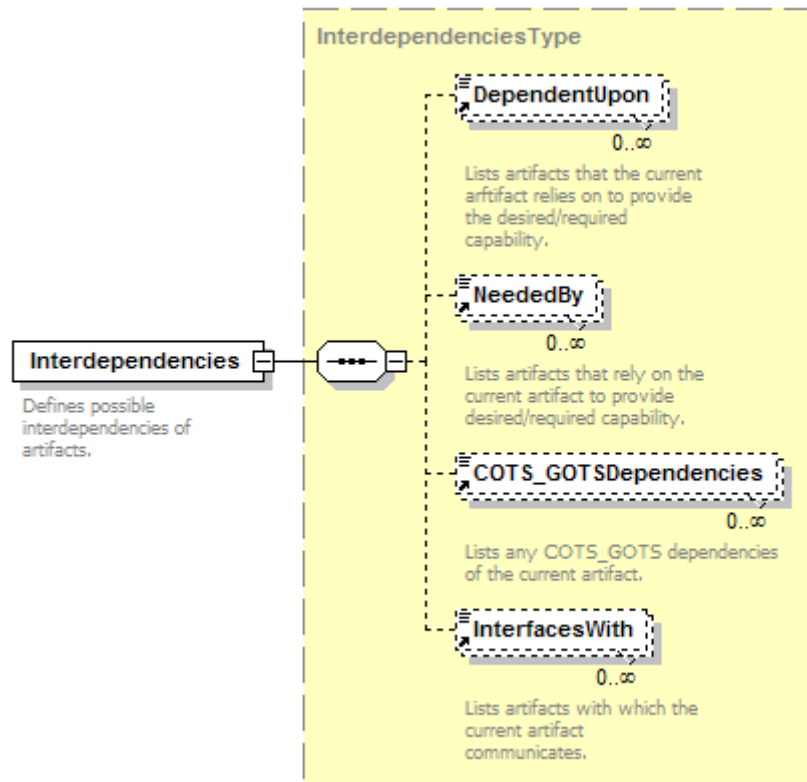 InterdependenciesType
DependentUpon
0..∞
Lists artifacts that the current
arftifact relies on to provide
the desired/required
capability.
NeededBy
0..∞
Lists artifacts that rely on the
current artifact to provide
desired/required capability.
Interdependencies
Defines possible
interdependencies of
artifacts.
COTS_GOTSDependencies
0..∞
Lists any COTS_GOTS dependencies
of the current artifact.
InterfacesWith
0..∞
Lists artifacts with which the
current artifact
communicates.